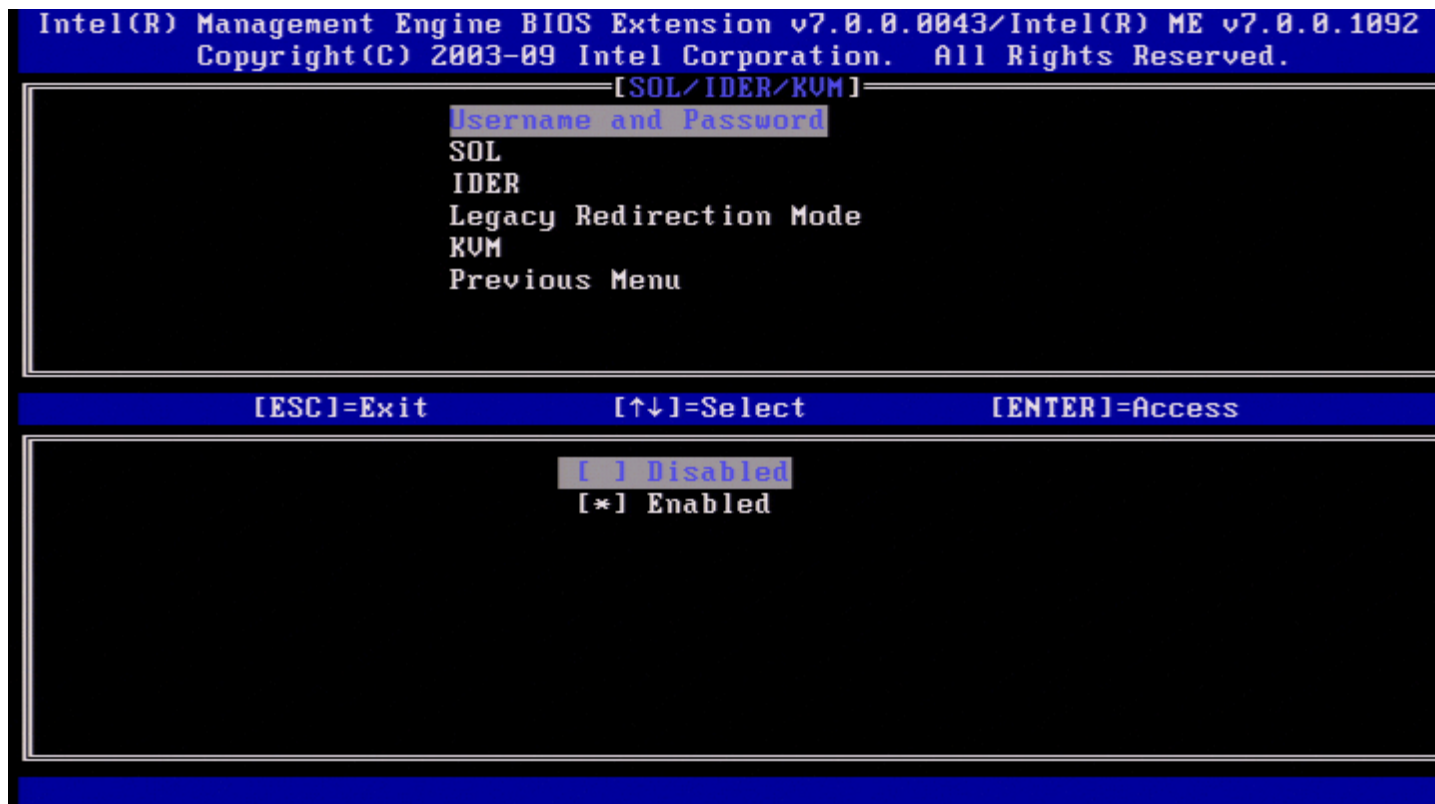 Intel(R) Management Engine BIOS Extension v7.0.0.0043/Intel(R) ME v7.0.0.1092
Copyright(C) 2003-09 Intel Corporation. All Rights Reserved.
[SOL/IDER/KVM]
Username and Password
SOL
IDER
Legacy Redirection Mode
KVM
Previous Menu
[ESC]=Exit [↑↓]=Select [ENTER]=Access
[ ] Disabled
[*] Enabled